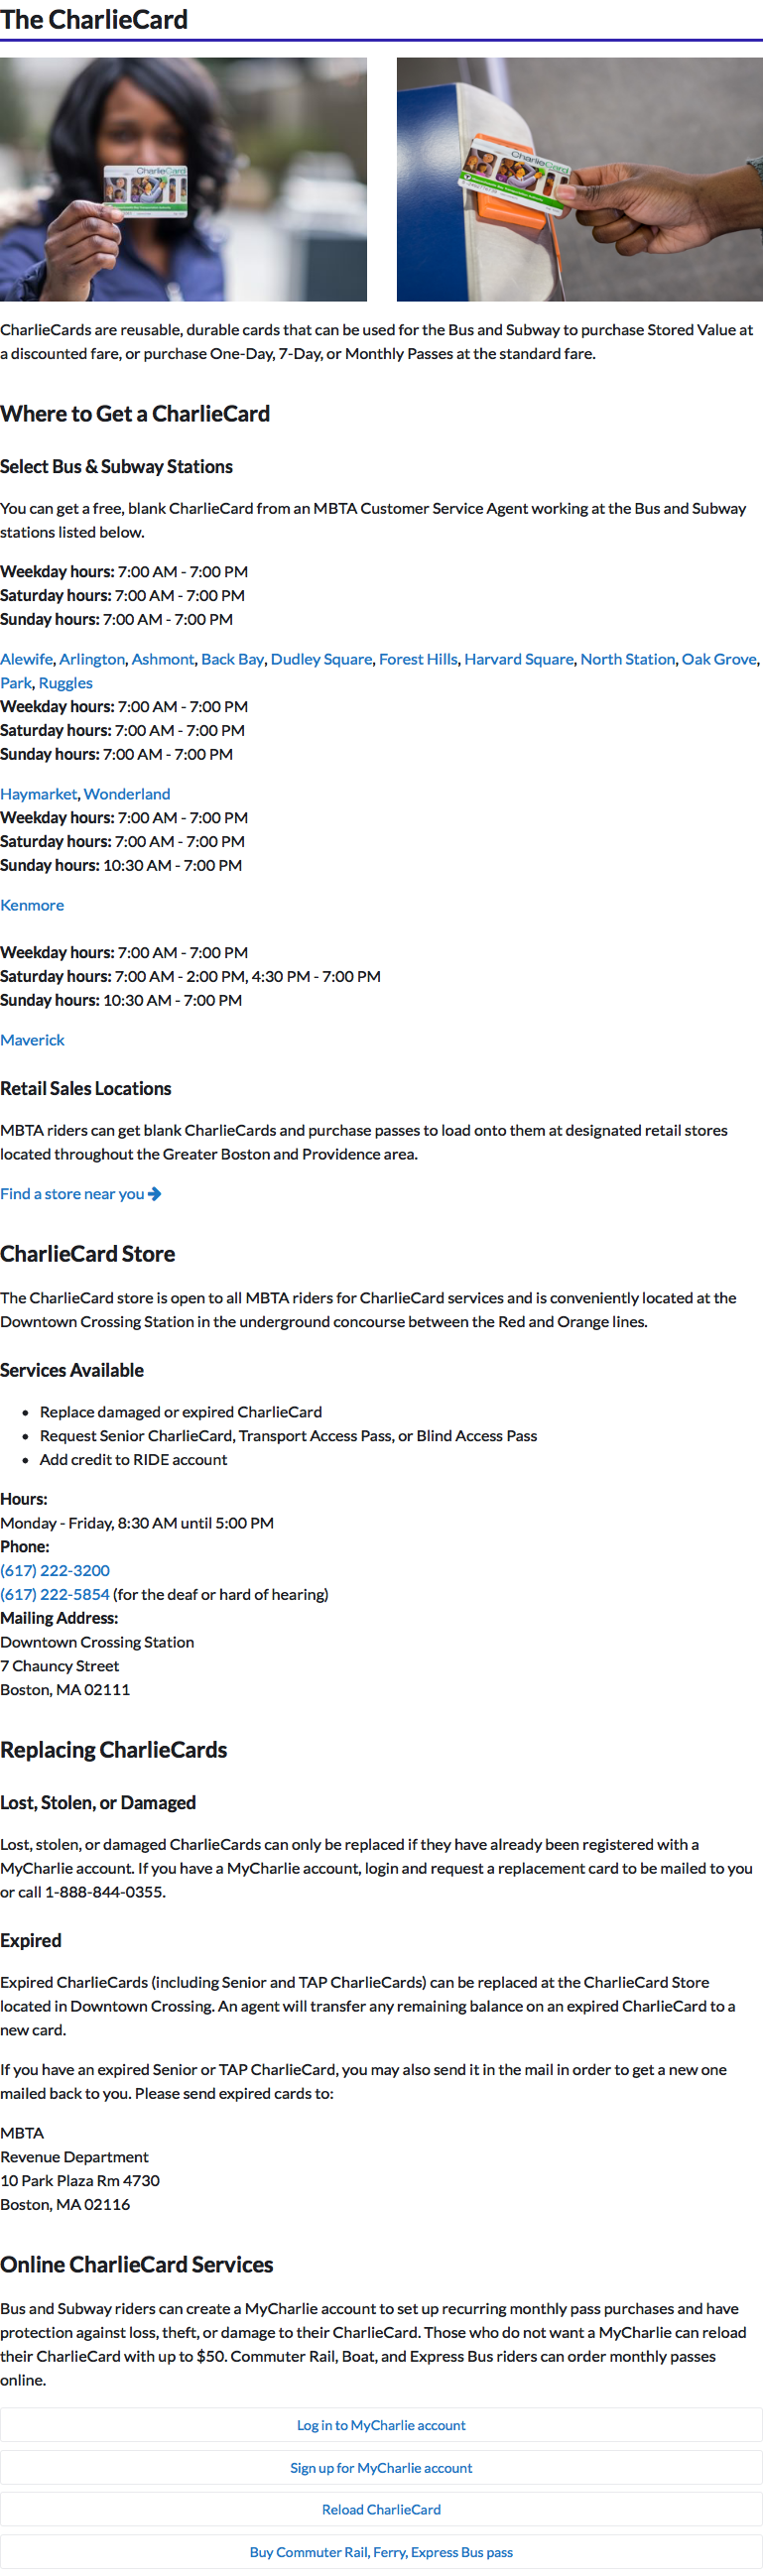 The CharlieCard
CharlieCard
CharlieCard
CharlieCards are reusable, durable cards that can be used for the Bus and Subway to purchase Stored Value at
a discounted fare, or purchase One-Day, 7-Day, or Monthly Passes at the standard fare.
Where to Get a CharlieCard
Select Bus & Subway Stations
You can get a free, blank CharlieCard from an MBTA Customer Service Agent working at the Bus and Subway
stations listed below.
Weekday hours: 7:00 AM - 7:00 PM
Saturday hours: 7:00 AM - 7:00 PM
Sunday hours: 7:00 AM - 7:00 PM
Alewife, Arlington, Ashmont, Back Bay, Dudley Square, Forest Hills, Harvard Square, North Station, Oak Grove,
Park, Ruggles
Weekday hours: 7:00 AM - 7:00 PM
Saturday hours: 7:00 AM - 7:00 PM
Sunday hours: 7:00 AM - 7:00 PM
Haymarket, Wonderland
Weekday hours: 7:00 AM - 7:00 PM
Saturday hours: 7:00 AM - 7:00 PM
Sunday hours: 10:30 AM - 7:00 PM
Kenmore
Weekday hours: 7:00 AM - 7:00 PM
Saturday hours: 7:00 AM - 2:00 PM, 4:30 PM - 7:00 PM
Sunday hours: 10:30 AM - 7:00 PM
Maverick
Retail Sales Locations
MBTA riders can get blank CharlieCards and purchase passes to load onto them at designated retail stores
located throughout the Greater Boston and Providence area.
Find a store near you
CharlieCard Store
The CharlieCard store is open to all MBTA riders for CharlieCard services and is conveniently located at the
Downtown Crossing Station in the underground concourse between the Red and Orange lines.
Services Available
• Replace damaged or expired CharlieCard
• Request Senior CharlieCard, Transport Access Pass, or Blind Access Pass
• Add credit to RIDE account
Hours:
Monday - Friday, 8:30 AM until 5:00 PM
Phone:
(617) 222-3200
(617) 222-5854 (for the deaf or hard of hearing)
Mailing Address:
Downtown Crossing Station
7 Chauncy Street
Boston, MA 02111
Replacing CharlieCards
Lost, Stolen, or Damaged
Lost, stolen, or damaged CharlieCards can only be replaced if they have already been registered with a
MyCharlie account. If you have a MyCharlie account, login and request a replacement card to be mailed to you
or call 1-888-844-0355.
Expired
Expired CharlieCards (including Senior and TAP CharlieCards) can be replaced at the CharlieCard Store
located in Downtown Crossing. An agent will transfer any remaining balance on an expired CharlieCard to a
new card.
If you have an expired Senior or TAP CharlieCard, you may also send it in the mail in order to get a new one
mailed back to you. Please send expired cards to:
MBTA
Revenue Department
10 Park Plaza Rm 4730
Boston, MA 02116
Online CharlieCard Services
Bus and Subway riders can create a MyCharlie account to set up recurring monthly pass purchases and have
protection against loss, theft, or damage to their CharlieCard. Those who do not want a MyCharlie can reload
their CharlieCard with up to $50. Commuter Rail, Boat, and Express Bus riders can order monthly passes
online.
Log in to MyCharlie account
Sign up for MyCharlie account
Reload CharlieCard
Buy Commuter Rail, Ferry, Express Bus pass